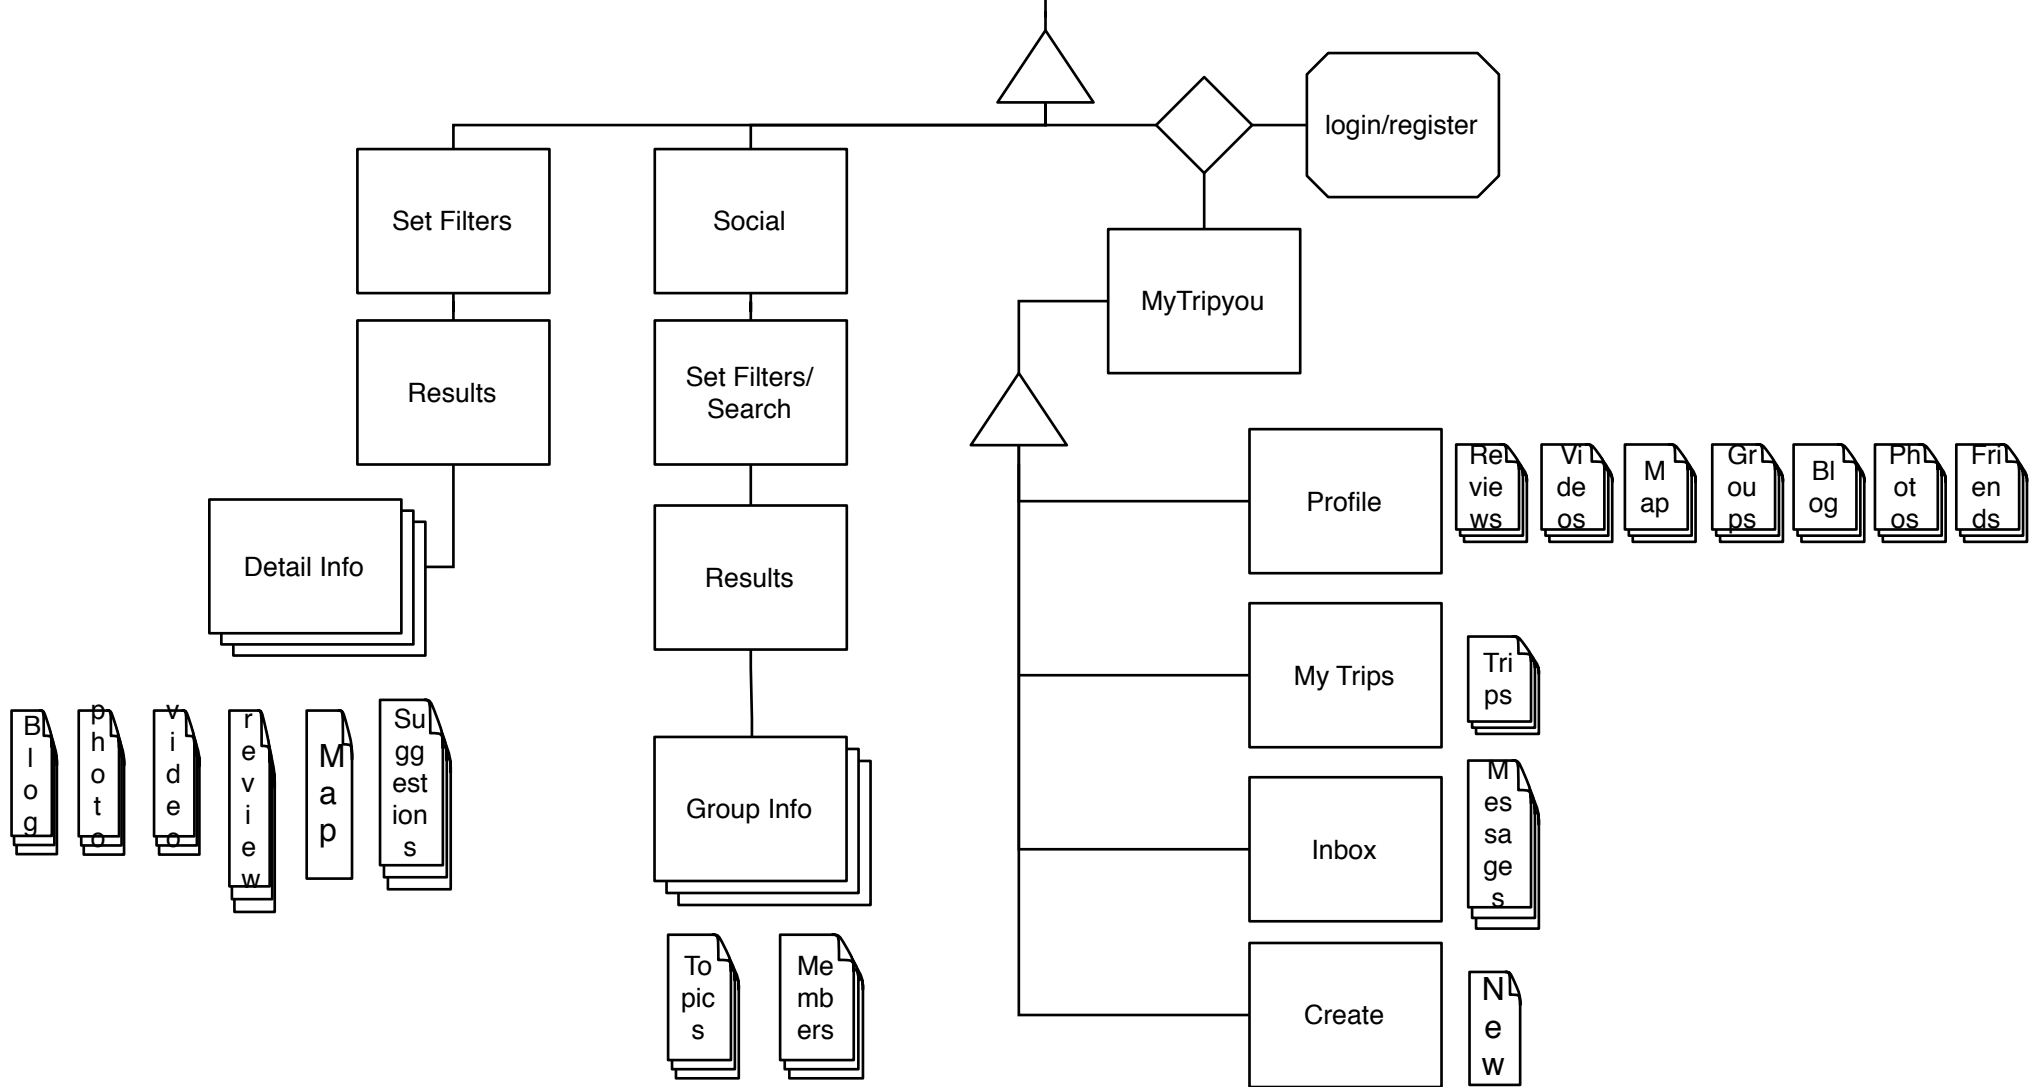 login/register
Set Filters
Social
MyTripyou
Results
Set Filters/
Search
Profile
Re
vie
ws
Vi
de
os
M
ap
Gr
ou
ps
Bl
og
Ph
ot
os
Fri
en
ds
Detail Info
Results
My Trips
Tri
ps
B
l
o
g
p
h
o
t
o
v
i
d
e
o
r
e
v
i
e
w
M
a
p
Su
gg
est
ion
s
Group Info
Inbox
M
es
sa
ge
s
To
pic
s
Me
mb
ers
Create
N
e
w